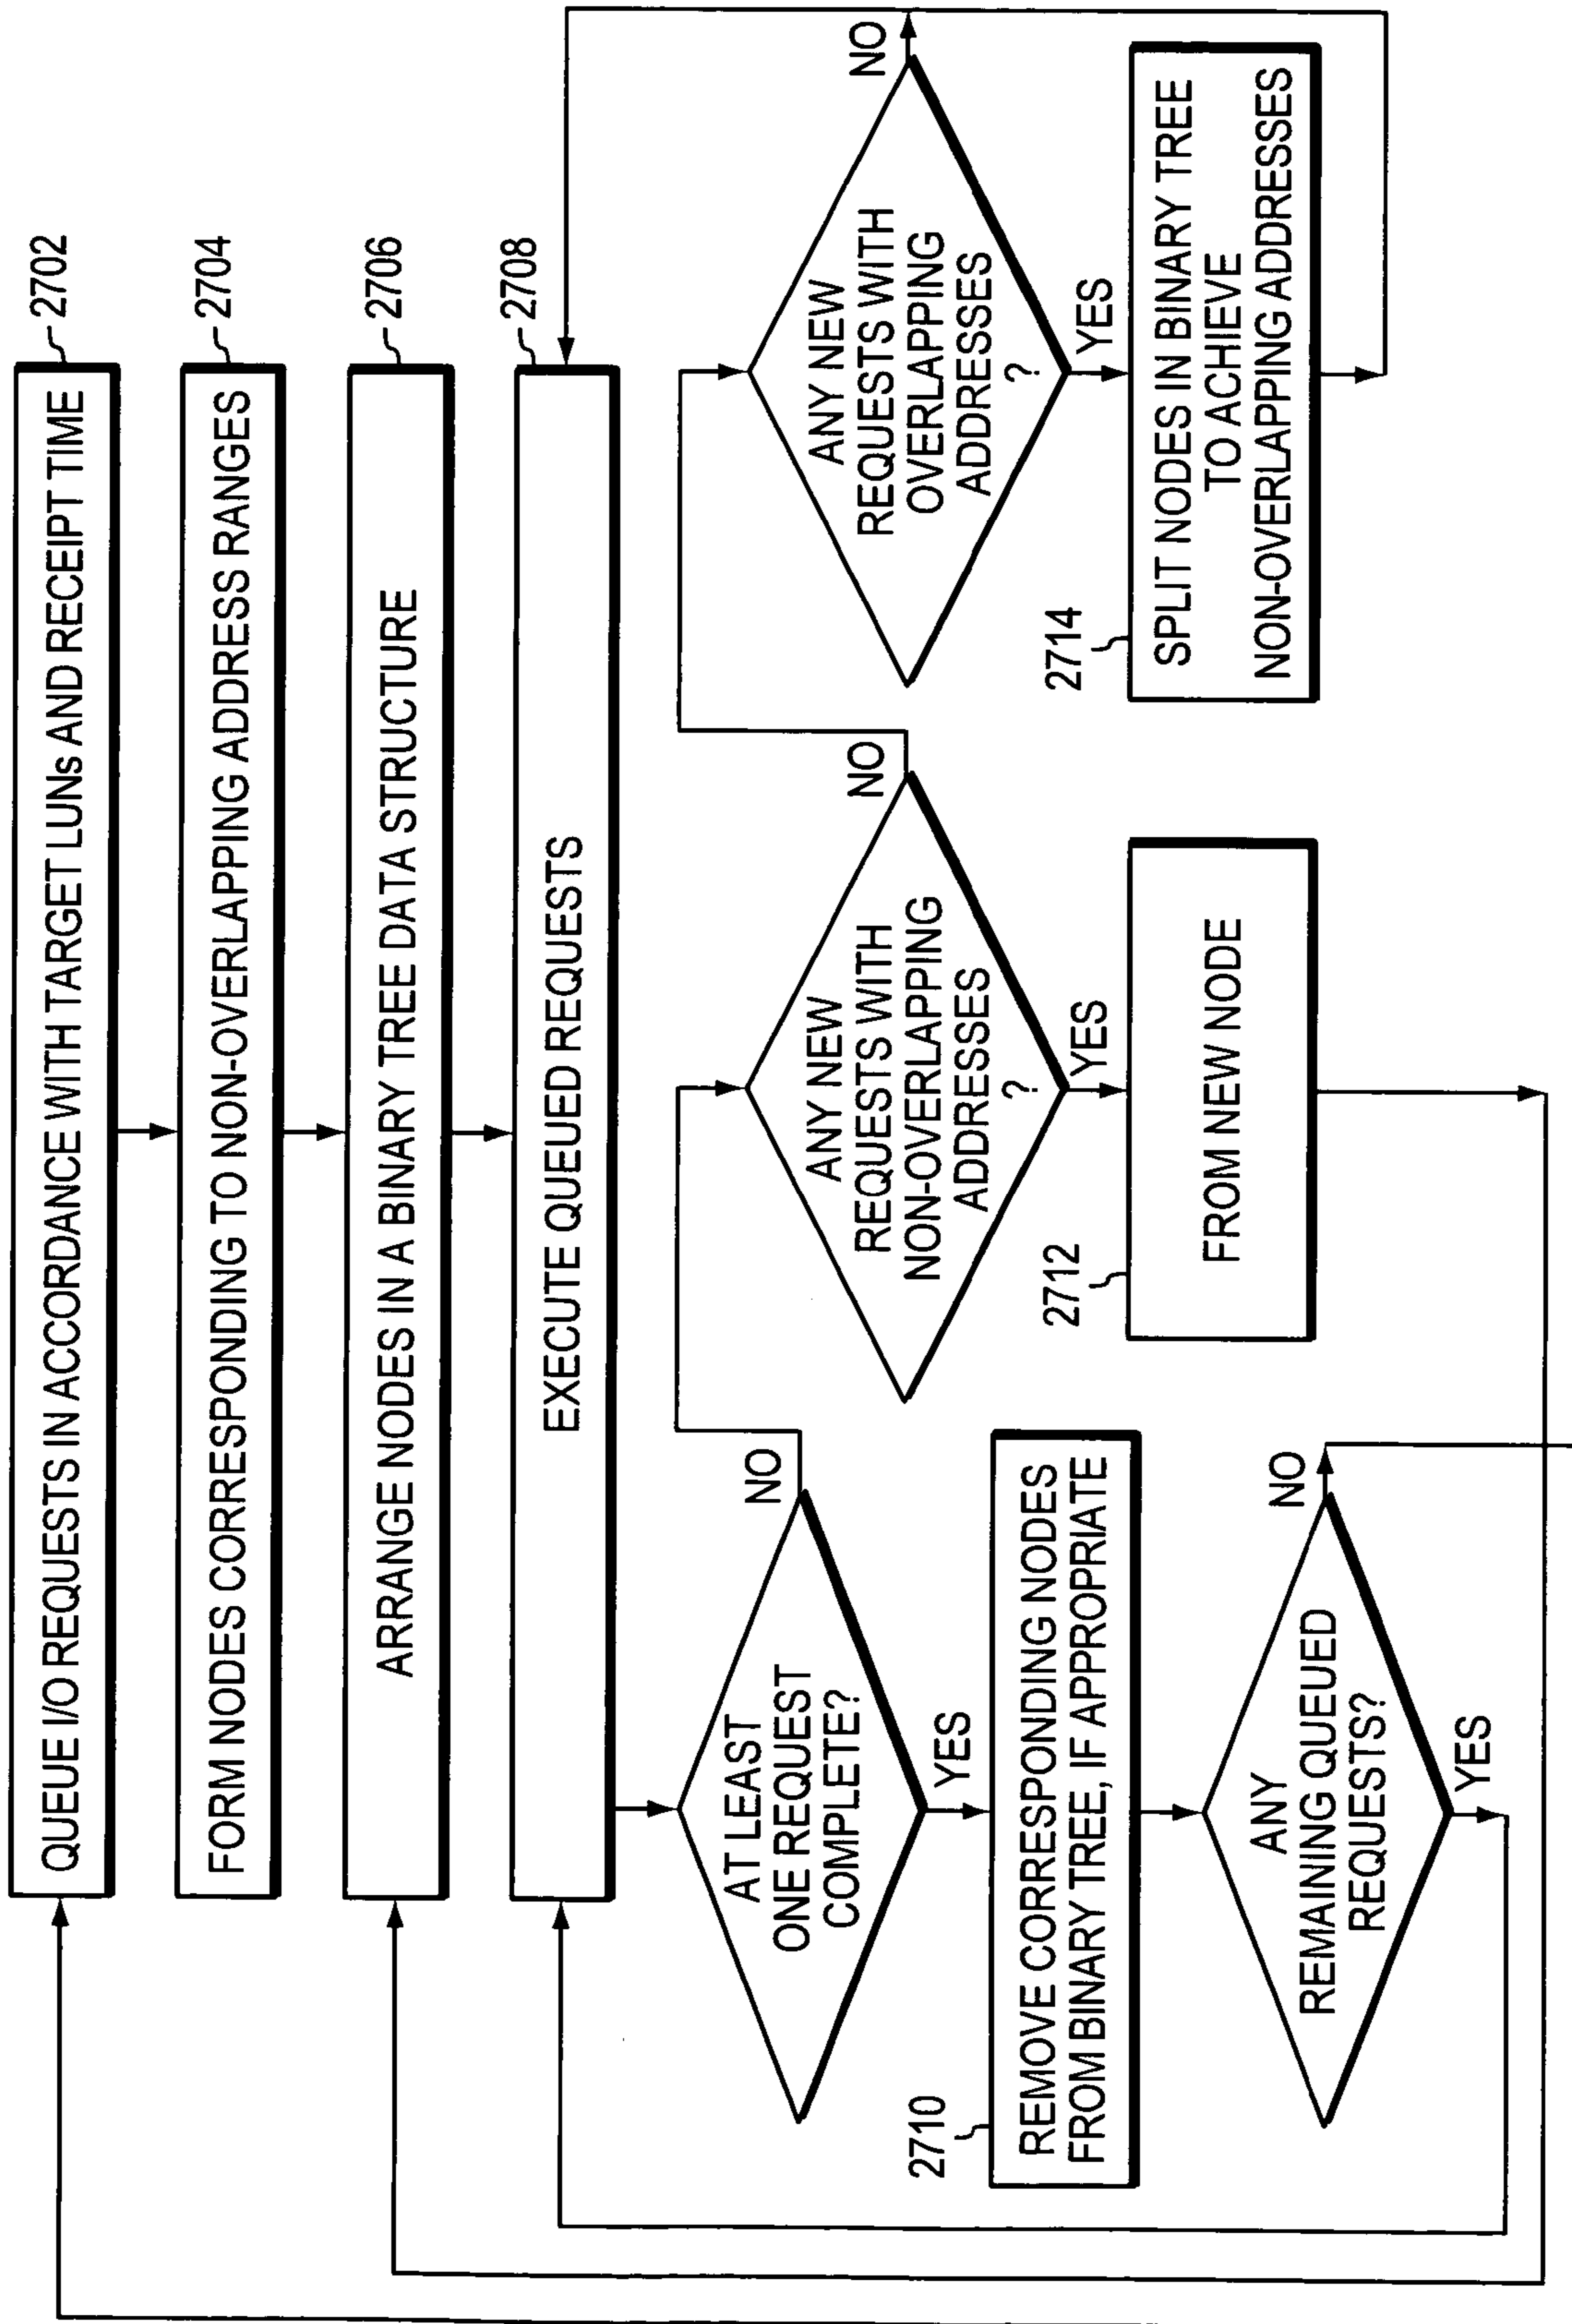 QUEUE I/O REQUESTS IN ACCORDANCE WITH TARGET LUNs AND RECEIPT TIME
2702
FORM NODES CORRESPONDING TO NON-OVERLAPPING ADDRESS RANGES
2704
ARRANGE NODES IN A BINARY TREE DATA STRUCTURE
2706
EXECUTE QUEUED REQUESTS
2708
AT LEAST
ONE REQUEST
COMPLETE?
NO
YES
2710
REMOVE CORRESPONDING NODES
FROM BINARY TREE, IF APPROPRIATE
ANY
REMAINING QUEUED
REQUESTS?
NO
YES
ANY NEW
REQUESTS WITH
NON-OVERLAPPING
ADDRESSES
?
NO
YES
2712
FROM NEW NODE
ANY NEW
REQUESTS WITH
OVERLAPPING
ADDRESSES
?
NO
YES
2714
SPLIT NODES IN BINARY TREE
TO ACHIEVE
NON-OVERLAPPING ADDRESSES